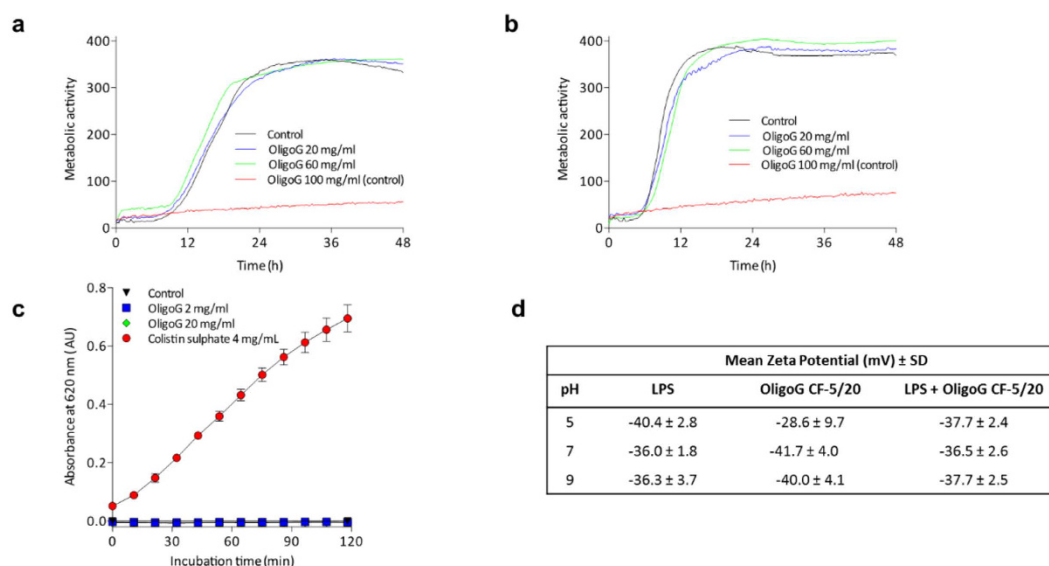 a
Metabolic activity
400
300
200
100
0
0 12 24 36 48
Time (h)
Control
OligoG 20 mg/ml
OligoG 60 mg/ml
OligoG 100 mg/ml (control)
b
Metabolic activity
400
300
200
100
0
0 12 24 36 48
Time (h)
Control
OligoG 20 mg/ml
OligoG 60 mg/ml
OligoG 100 mg/ml (control)
c
Absorbance at 620 nm (AU)
0.8
0.6
0.4
0.2
0.0
0 30 60 90 120
Incubation time (min)
Control
OligoG 2 mg/ml
OligoG 20 mg/ml
Colistin sulphate 4 mg/mL
d
Mean Zeta Potential (mV) ± SD
pH LPS OligoG CF-5/20 LPS + OligoG CF-5/20
5 -40.4 ± 2.8 -28.6 ± 9.7 -37.7 ± 2.4
7 -36.0 ± 1.8 -41.7 ± 4.0 -36.5 ± 2.6
9 -36.3 ± 3.7 -40.0 ± 4.1 -37.7 ± 2.5